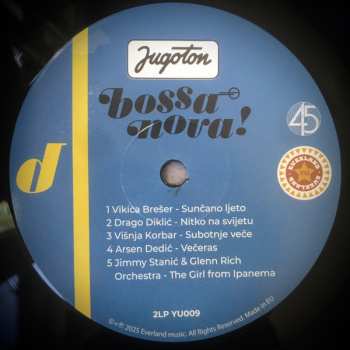 Jugoton
bossa
nova!
45
d
1 Vikica Brešer - Sunčano ljeto
2 Drago Diklić - Nitko na svijetu
3 Višnja Korbar - Subotnje veče
4 Arsen Dedić - Večeras
5 Jimmy Stanić & Glenn Rich
Orchestra - The Girl from Ipanema
2LP YU009
©+℗ 2025 Everland music. All Rights Reserved. Made in EU